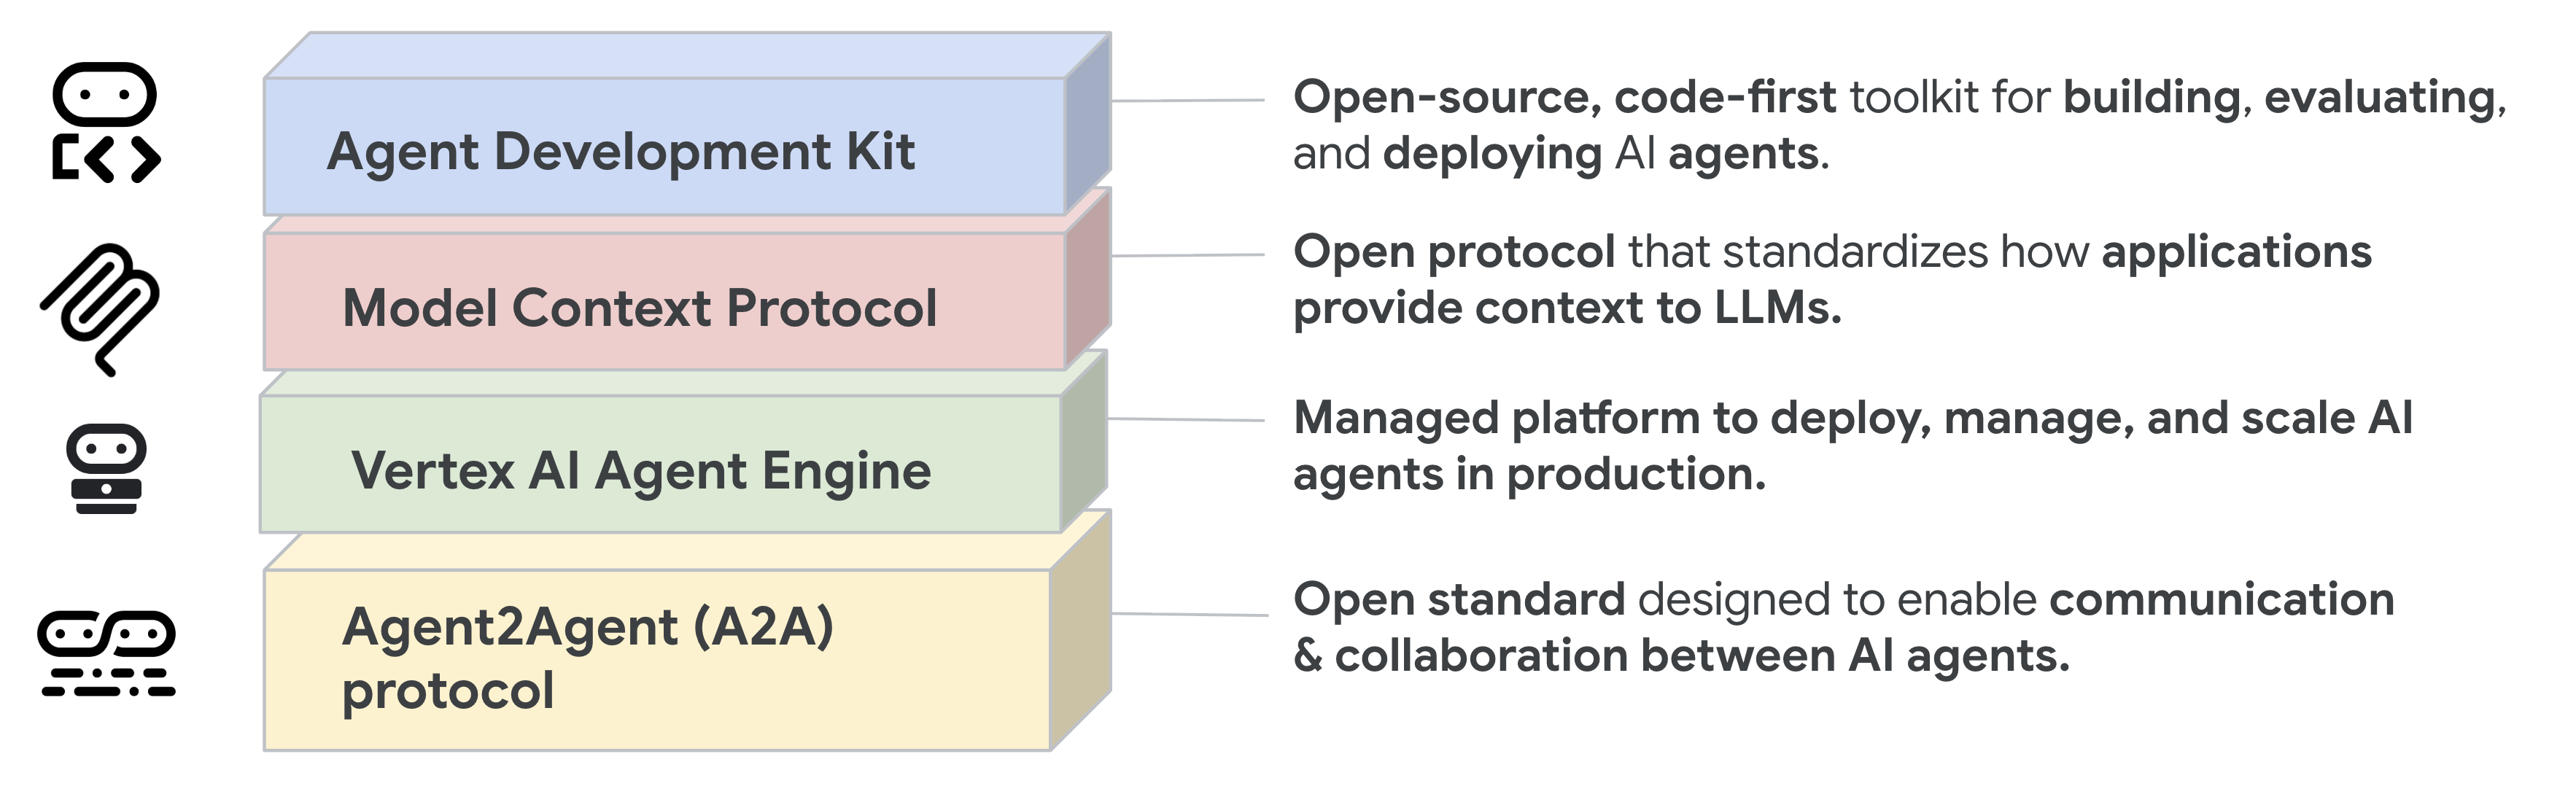 Agent Development Kit
Open-source, code-first toolkit for building, evaluating,
and deploying AI agents.
Model Context Protocol
Open protocol that standardizes how applications
provide context to LLMs.
Vertex AI Agent Engine
Managed platform to deploy, manage, and scale AI
agents in production.
Agent2Agent (A2A)
protocol
Open standard designed to enable communication
& collaboration between AI agents.